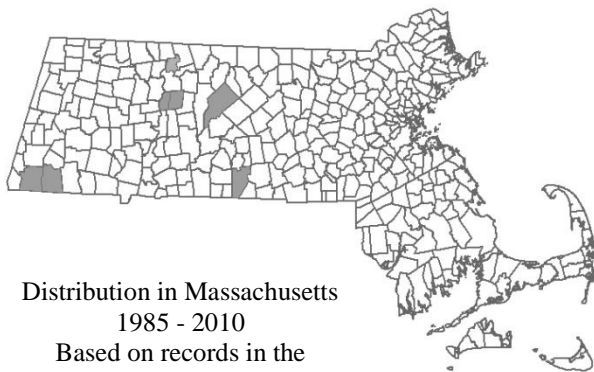 Distribution in Massachusetts
1985 - 2010
Based on records in the